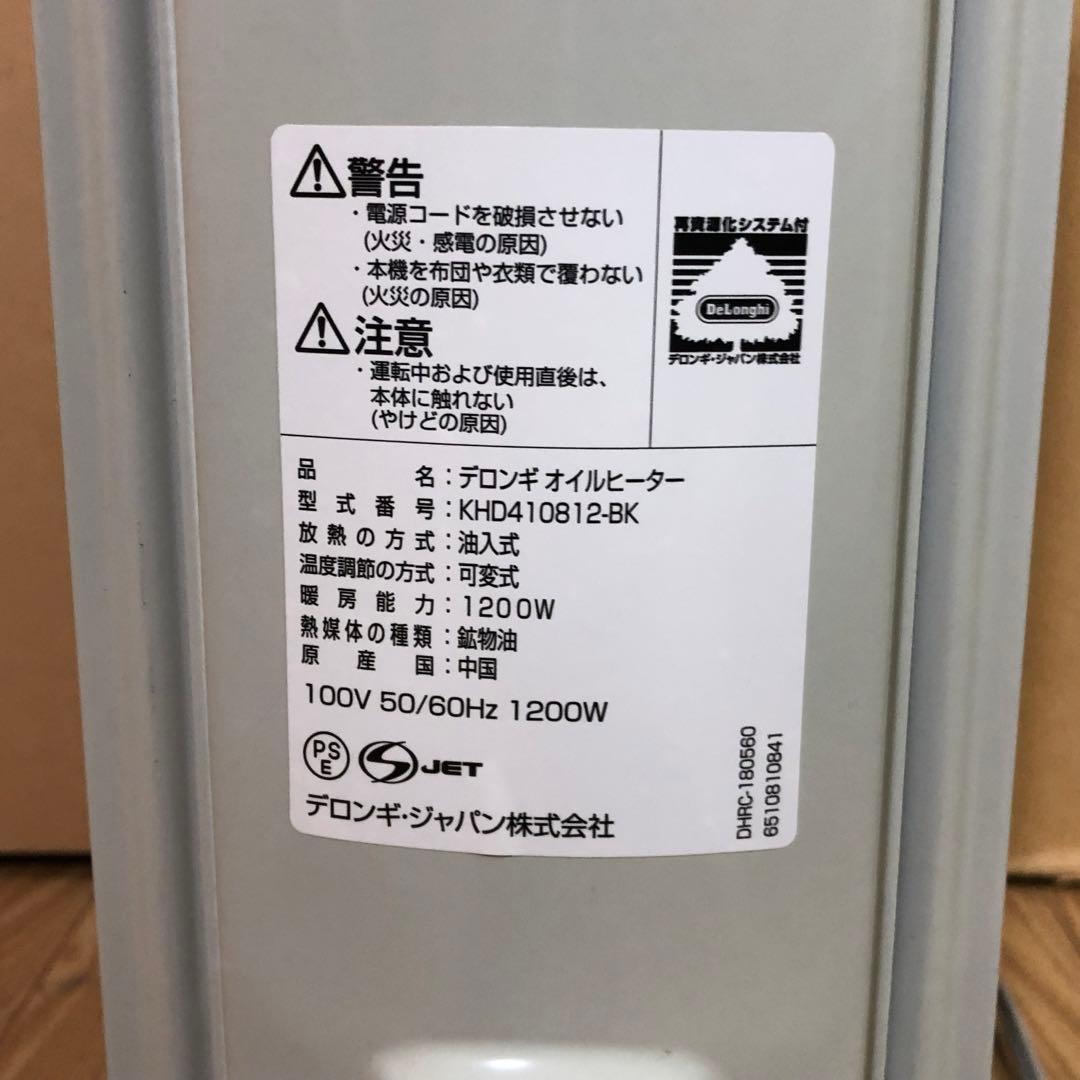 警告
・電源コードを破損させない
(火災・感電の原因)
・本機を布団や衣類で覆わない
(火災の原因)
注意
・運転中および使用直後は、
本体に触れない
(やけどの原因)
再資源化システム付
DeLonghi
デロンギ・ジャパン株式会社
品名：デロンギ オイルヒーター
型式番号：KHD410812-BK
放熱の方式：油入式
温度調節の方式：可変式
暖房能力：1200W
熱媒体の種類：鉱物油
原産国：中国
100V 50/60Hz 1200W
PSE
JET
デロンギ・ジャパン株式会社
DHRC-180560
6510810841